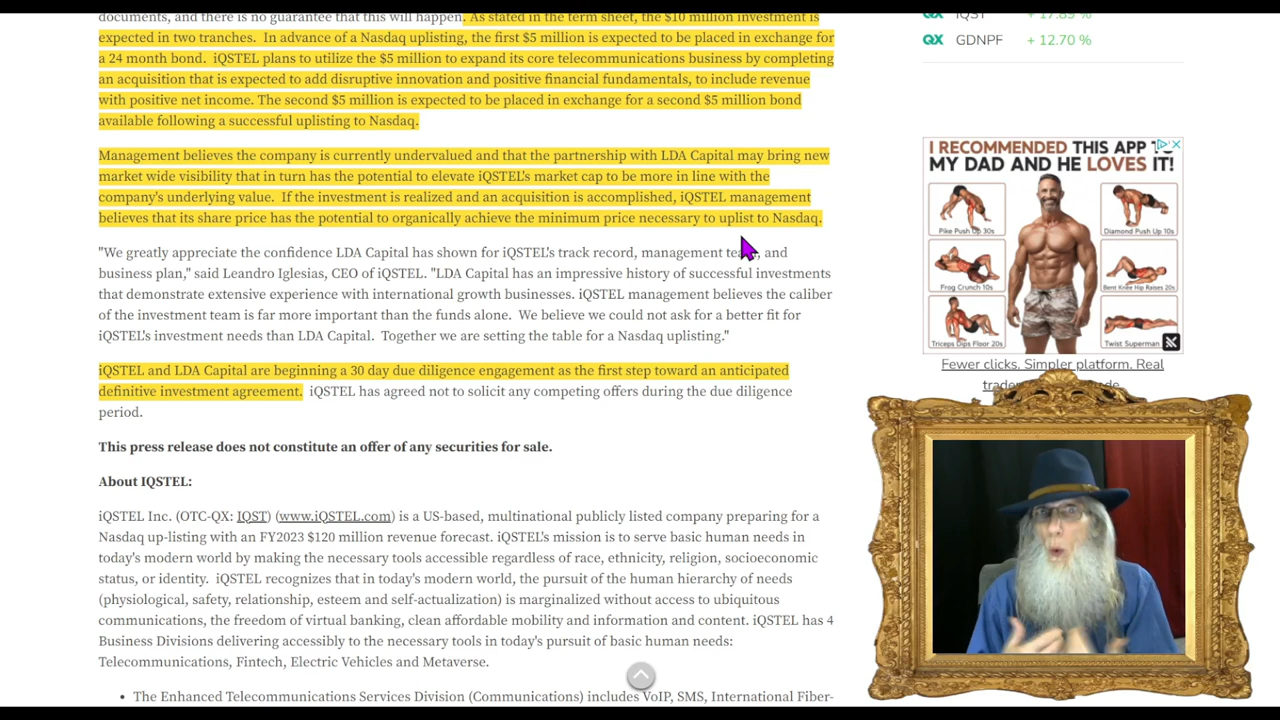 documents, and there is no guarantee that this will happen. As stated in the term sheet, the $10 million investment is
expected in two tranches.  In advance of a Nasdaq uplisting, the first $5 million is expected to be placed in exchange for
a 24 month bond.  iQSTEL plans to utilize the $5 million to expand its core telecommunications business by completing
an acquisition that is expected to add disruptive innovation and positive financial fundamentals, to include revenue
with positive net income. The second $5 million is expected to be placed in exchange for a second $5 million bond
available following a successful uplisting to Nasdaq.
Management believes the company is currently undervalued and that the partnership with LDA Capital may bring new
market wide visibility that in turn has the potential to elevate iQSTEL's market cap to be more in line with the
company's underlying value.  If the investment is realized and an acquisition is accomplished, iQSTEL management
believes that its share price has the potential to organically achieve the minimum price necessary to uplist to Nasdaq.
"We greatly appreciate the confidence LDA Capital has shown for iQSTEL's track record, management and
business plan," said Leandro Iglesias, CEO of iQSTEL. "LDA Capital has an impressive history of successful investments
that demonstrate extensive experience with growth businesses. iQSTEL management believes the caliber
of the investment team is far more important than the funds alone.  We believe we could not ask for a better fit for
iQSTEL's investment needs than LDA Capital.  Together we are setting the table for a Nasdaq uplisting."
iQSTEL and LDA Capital are beginning a 30 day due diligence engagement as the first step toward an anticipated
definitive investment agreement.  iQSTEL has agreed not to solicit any competing offers during the due diligence
period.
This press release does not constitute an offer of any securities for sale.
About IQSTEL:
iQSTEL Inc. (OTC-QX: IQST) (www.iQSTEL.com) is a US-based, multinational publicly listed company preparing for a
Nasdaq up-listing with an FY2023 $120 million revenue forecast. iQSTEL's mission is to serve basic human needs in
today's modern world by making the necessary tools accessible regardless of race, ethnicity, religion, socioeconomic
status, or identity.  iQSTEL recognizes that in today's modern world, the pursuit of the human hierarchy of needs
(physiological, safety, relationship, esteem and self-actualization) is marginalized without access to ubiquitous
communications, the freedom of virtual banking, clean affordable mobility and information and content. iQSTEL has 4
Business Divisions delivering accessibly to the necessary tools in today's pursuit of basic human needs:
Telecommunications, Fintech, Electric Vehicles and Metaverse.
• The Enhanced Telecommunications Services Division (Communications) includes VoIP, SMS, International Fiber-
QX IQST + 17.89 %
QX GDNPF + 12.70 %
I RECOMMENDED THIS APP TO
MY DAD AND HE LOVES IT!
Pike Push Up 30s
Diamond Push Up 10s
Frog Crunch 10s
Bent Knee Hip Raises 20s
Triceps Dips Floor 20s
Twist Superman
Fewer clicks. Simpler platform. Real